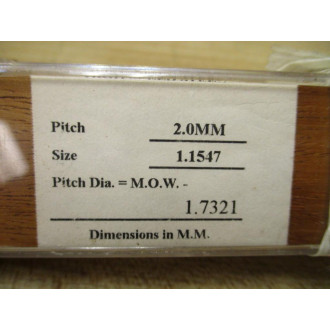 Pitch 2.0MM
Size 1.1547
Pitch Dia. = M.O.W. -
1.7321
Dimensions in M.M.